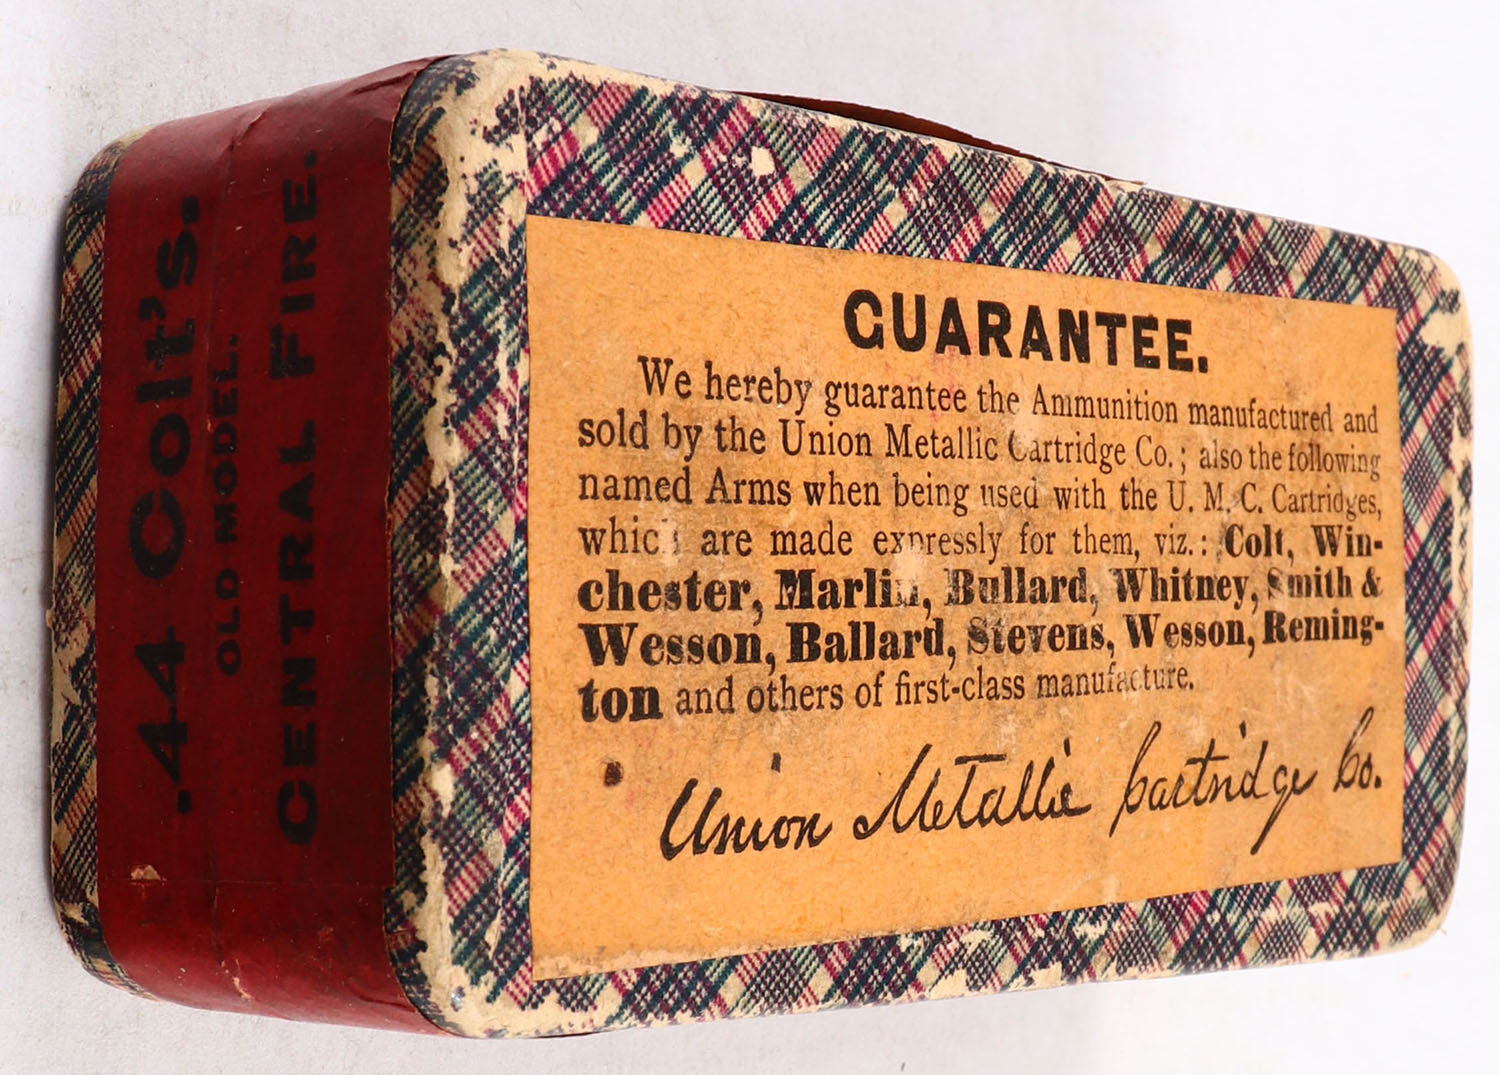 .44 Colt's.
OLD MODEL.
CENTRAL FIRE.
GUARANTEE.
We hereby guarantee the Ammunition manufactured and
sold by the Union Metallic Cartridge Co.; also the following
named Arms when being used with the U. M. C. Cartridges,
which are made expressly for them, viz.: Colt, Win-
chester, Marlin, Bullard, Whitney, Smith &
Wesson, Ballard, Stevens, Wesson, Reming-
ton and others of first-class manufacture.
Union Metallic Cartridge Co.